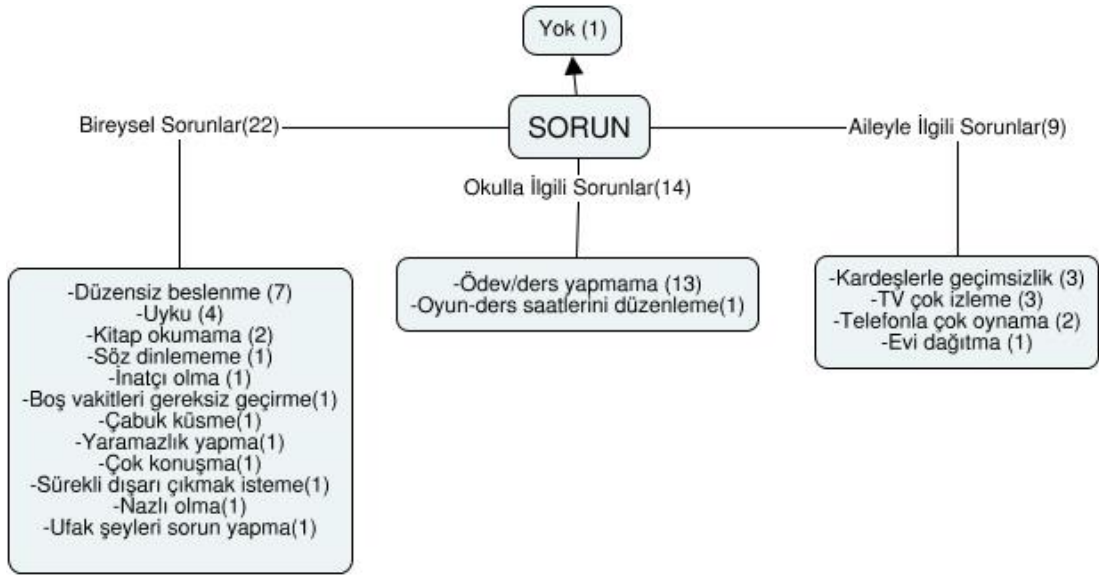 Yok (1)
SORUN
Bireysel Sorunlar(22)
Aileyle İlgili Sorunlar(9)
Okulla İlgili Sorunlar(14)
-Düzensiz beslenme (7)
-Uyku (4)
-Kitap okumama (2)
-Söz dinlememe (1)
-İnatçı olma (1)
-Boş vakitleri gereksiz geçirme(1)
-Çabuk küsme(1)
-Yaramazlık yapma(1)
-Çok konuşma(1)
-Sürekli dışarı çıkmak isteme(1)
-Nazlı olma(1)
-Ufak şeyleri sorun yapma(1)
-Ödev/ders yapmama (13)
-Oyun-ders saatlerini düzenleme(1)
-Kardeşlerle geçimsizlik (3)
-TV çok izleme (3)
-Telefonla çok oynama (2)
-Evi dağıtma (1)